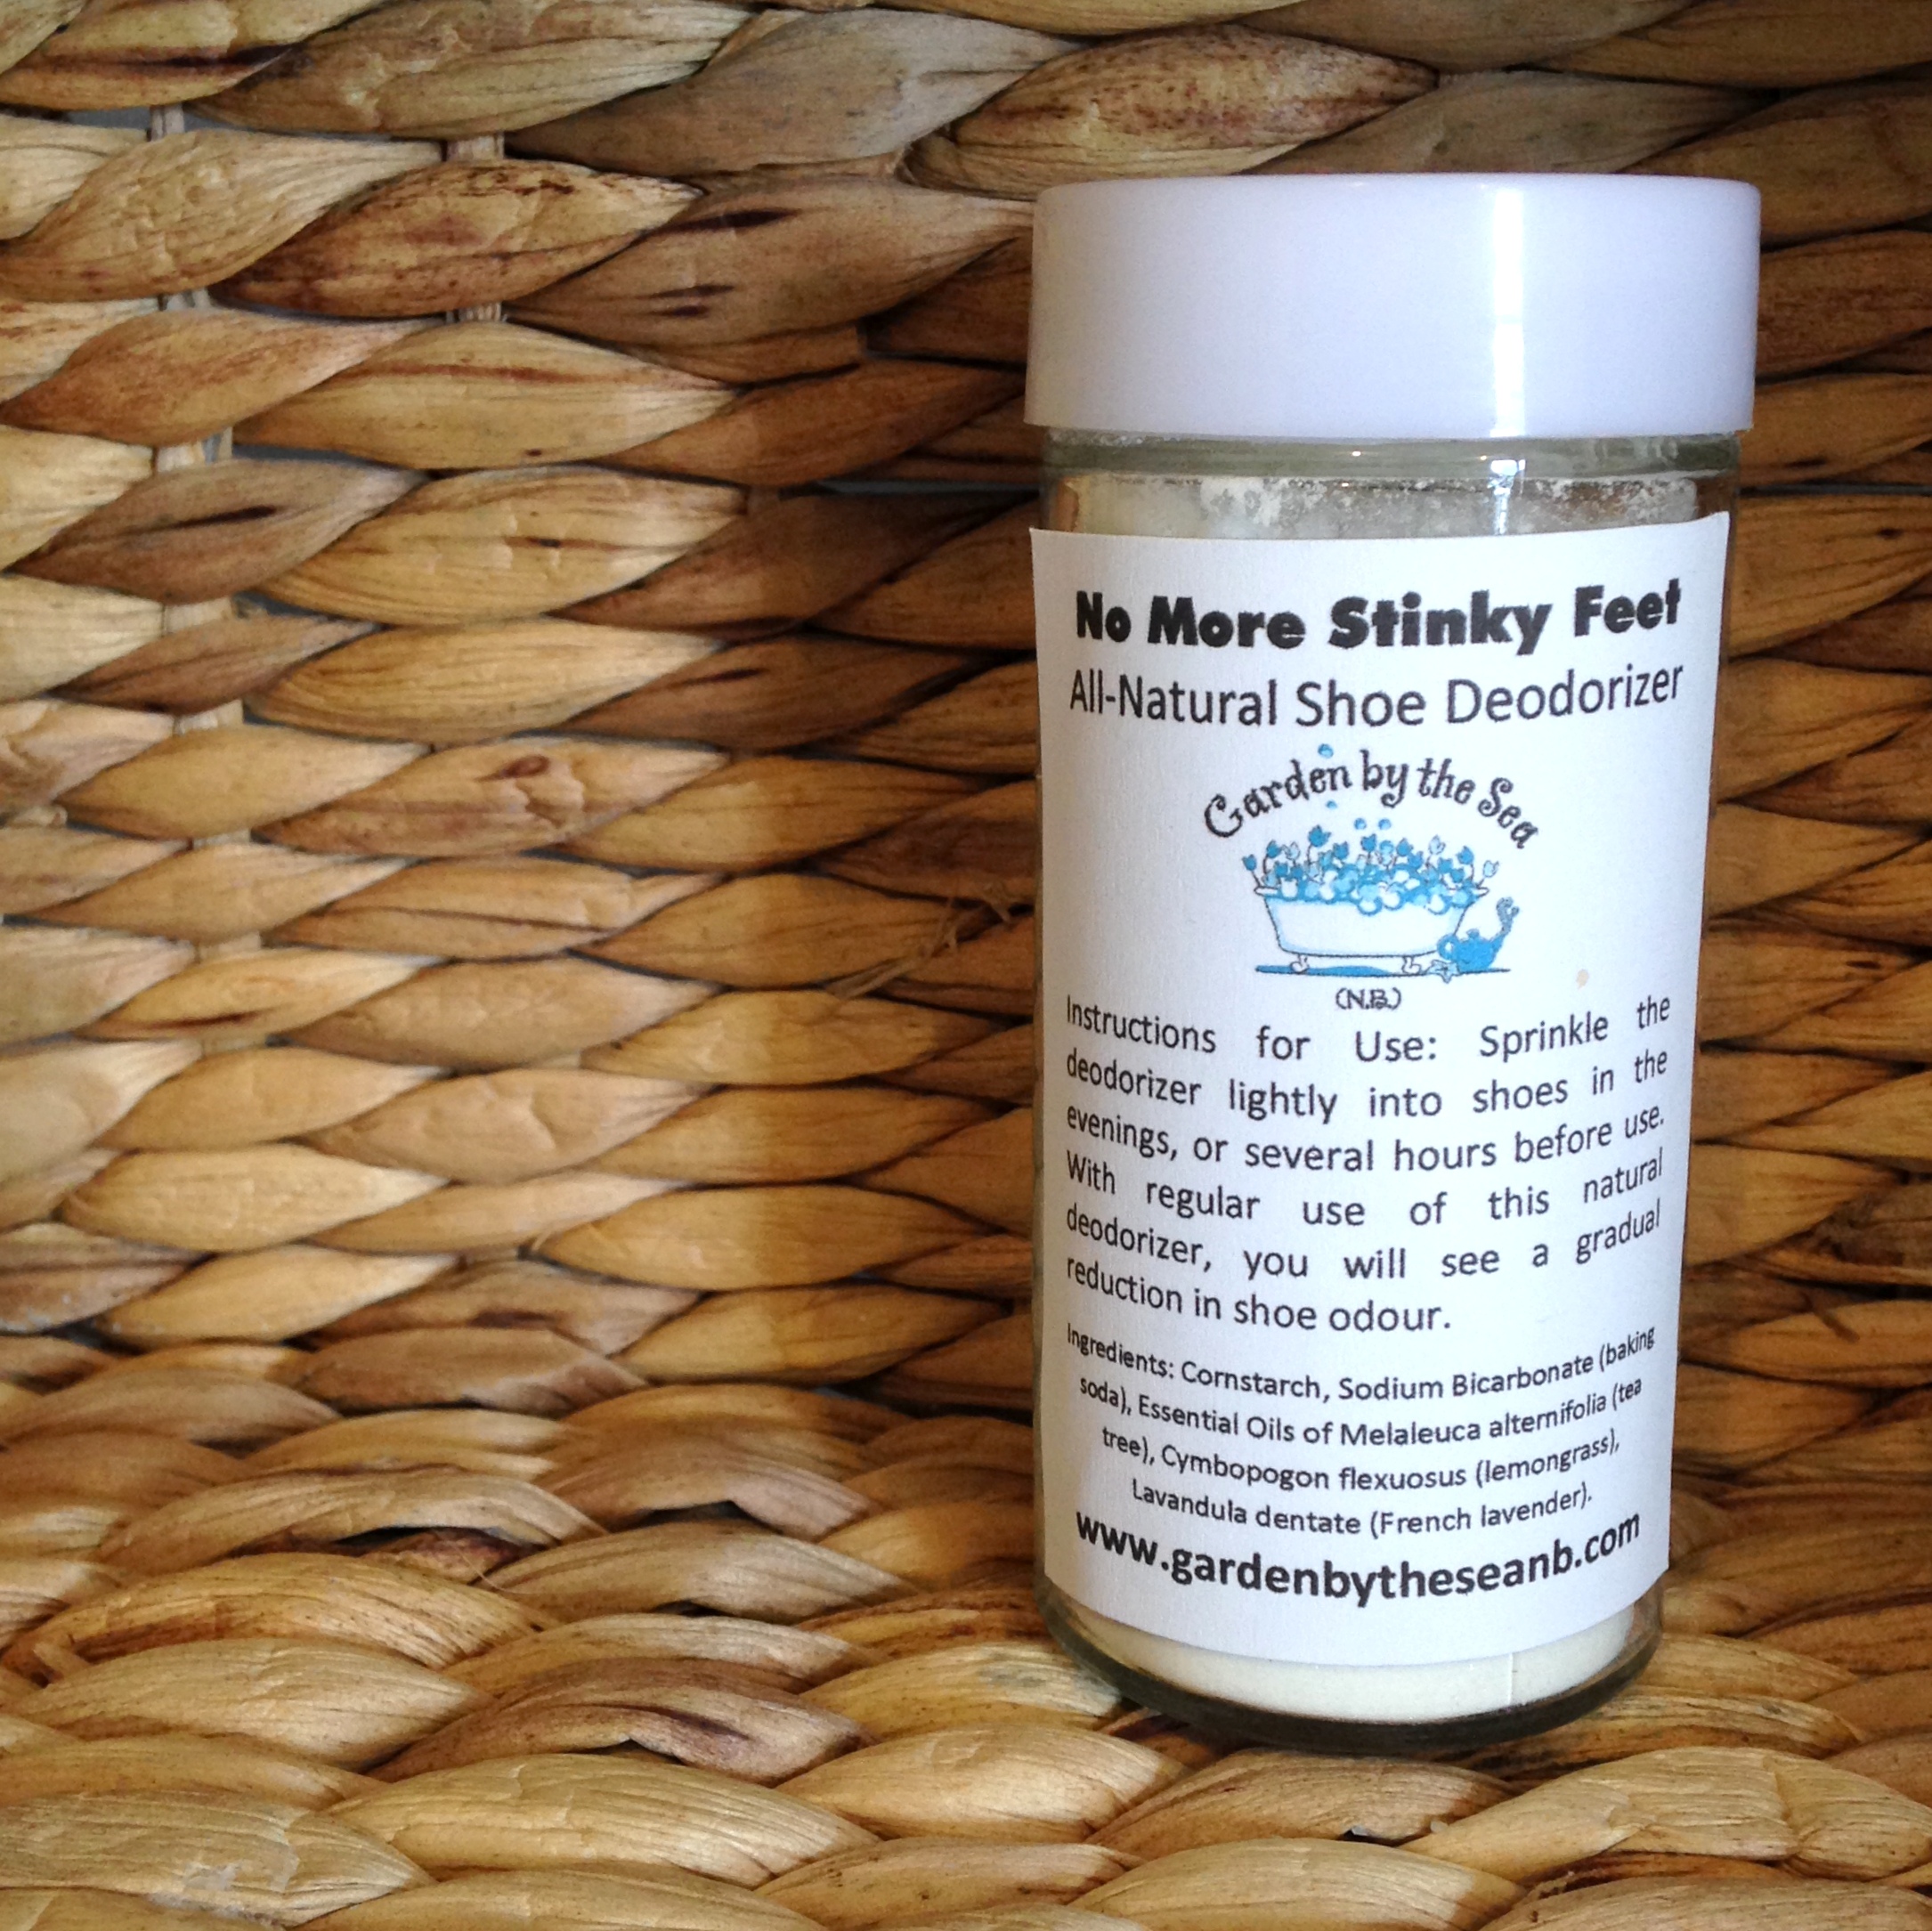 No More Stinky Feet
All-Natural Shoe Deodorizer
Garden by the Sea
(N.B.)
Instructions for Use: Sprinkle the
deodorizer lightly into shoes in the
evenings, or several hours before use.
With regular use of this natural
deodorizer, you will see a gradual
reduction in shoe odour.
Ingredients: Cornstarch, Sodium Bicarbonate (baking
soda), Essential Oils of Melaleuca alternifolia (tea
tree), Cymbopogon flexuosus (lemongrass),
Lavandula dentate (French lavender).
www.gardenbytheseanb.com